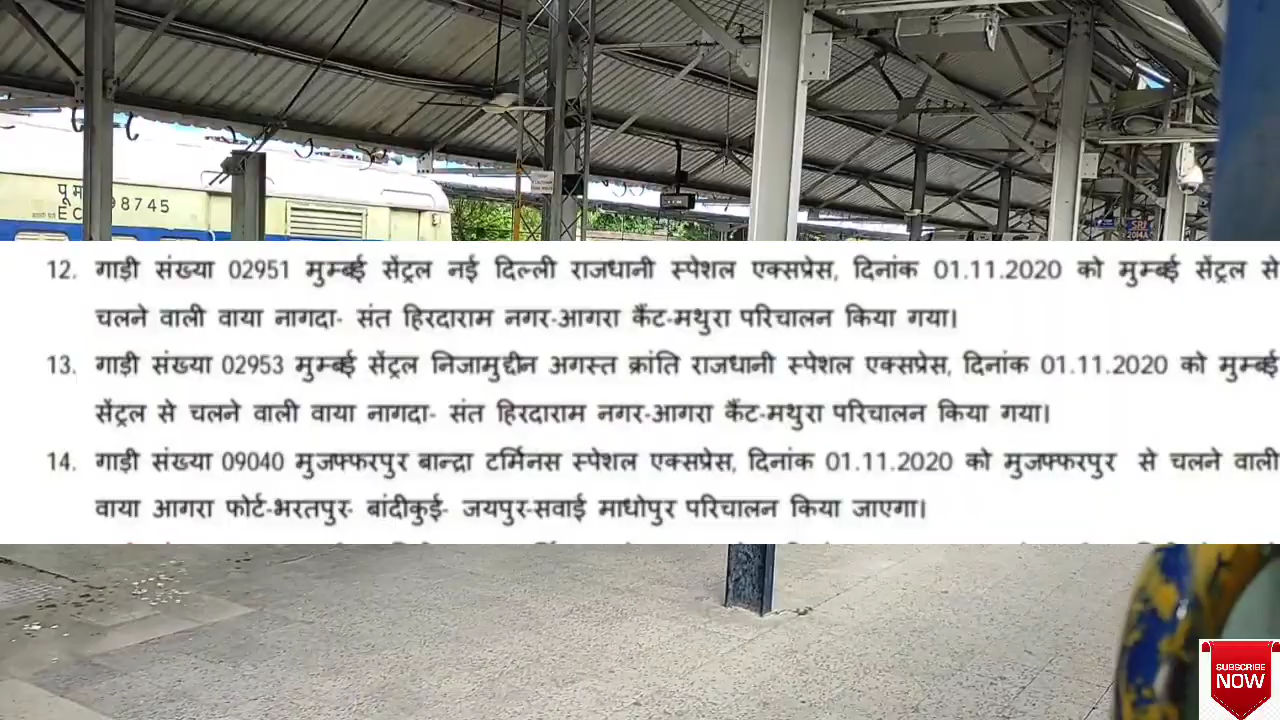 पू म
EC 98745
SRJ
2014A
12. गाड़ी संख्या 02951 मुम्बई सेंट्रल नई दिल्ली राजधानी स्पेशल एक्सप्रेस, दिनांक 01.11.2020 को मुम्बई सेंट्रल से
चलने वाली वाया नागदा- संत हिरदाराम नगर-आगरा कैंट-मथुरा परिचालन किया गया।
13. गाड़ी संख्या 02953 मुम्बई सेंट्रल निजामुद्दीन अगस्त क्रांति राजधानी स्पेशल एक्सप्रेस, दिनांक 01.11.2020 को मुम्बई
सेंट्रल से चलने वाली वाया नागदा- संत हिरदाराम नगर-आगरा कैंट-मथुरा परिचालन किया गया।
14. गाड़ी संख्या 09040 मुजफ्फरपुर बान्द्रा टर्मिनस स्पेशल एक्सप्रेस, दिनांक 01.11.2020 को मुजफ्फरपुर से चलने वाली
वाया आगरा फोर्ट-भरतपुर- बांदीकुई- जयपुर-सवाई माधोपुर परिचालन किया जाएगा।
SUBSCRIBE
NOW